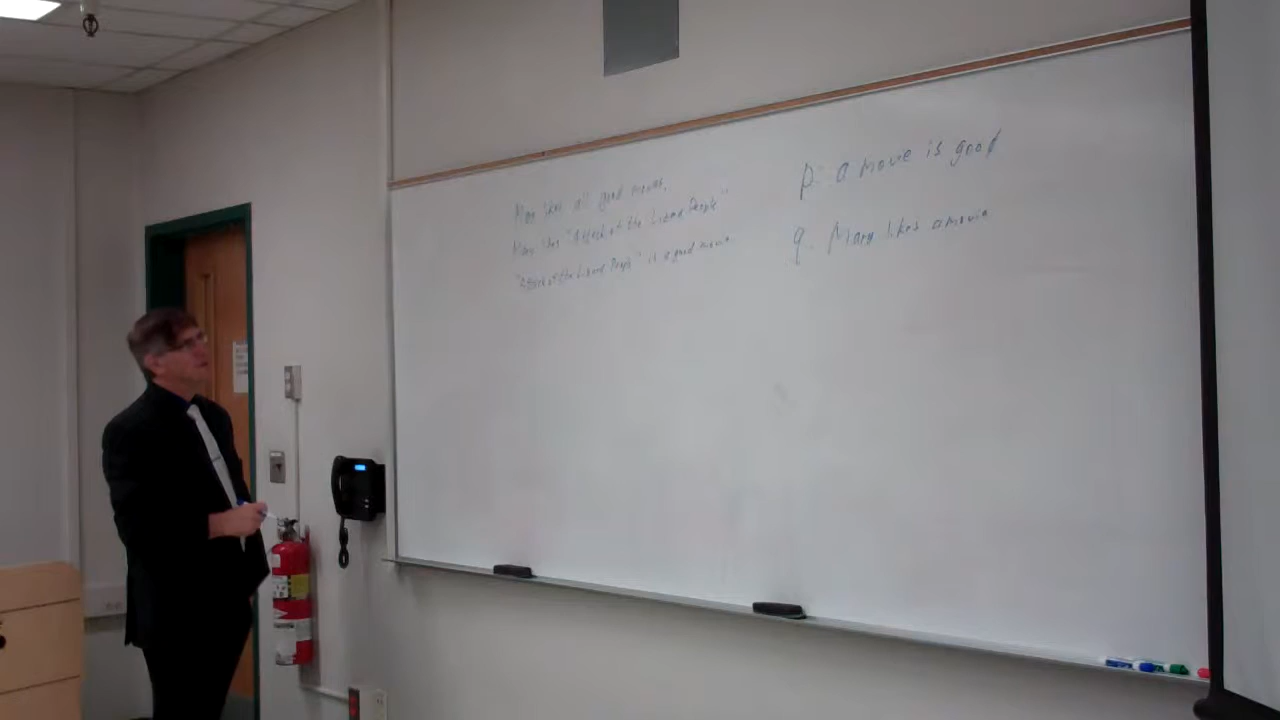 Mary likes all good movies.
Mary likes "Attack of the Lizard People"
"Attack of the Lizard People" is a good movie
p: a movie is good
q: Mary likes a movie